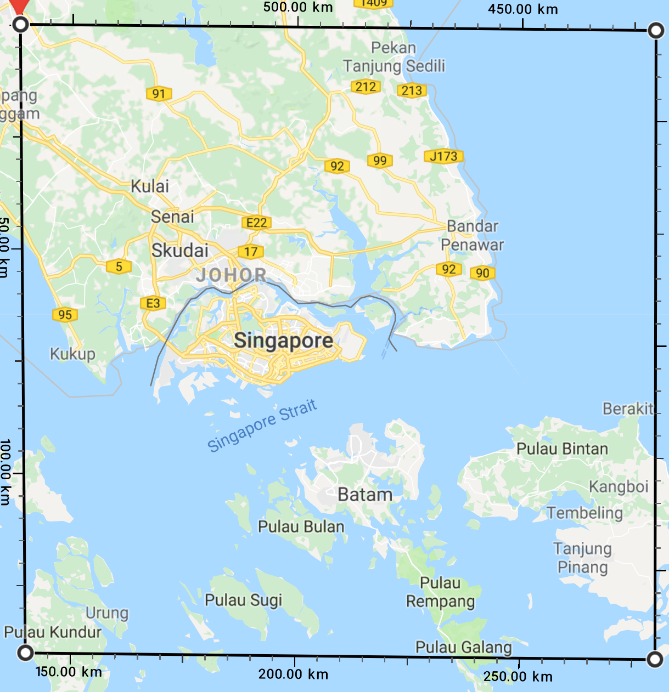 1409
500.00 km
450.00 km
Pekan
Tanjung Sedili
91
212
213
pang
ggam
92
99
J173
Kulai
Senai
E22
Bandar
Penawar
50.00 km
Skudai
17
5
JOHOR
92
90
E3
95
Singapore
Kukup
Singapore Strait
Berakit
Pulau Bintan
100.00 km
Batam
Kangboi
Tembeling
Pulau Bulan
Tanjung
Pinang
Pulau
Rempang
Pulau Sugi
Urung
Pulau Kundur
Pulau Galang
150.00 km
200.00 km
250.00 km